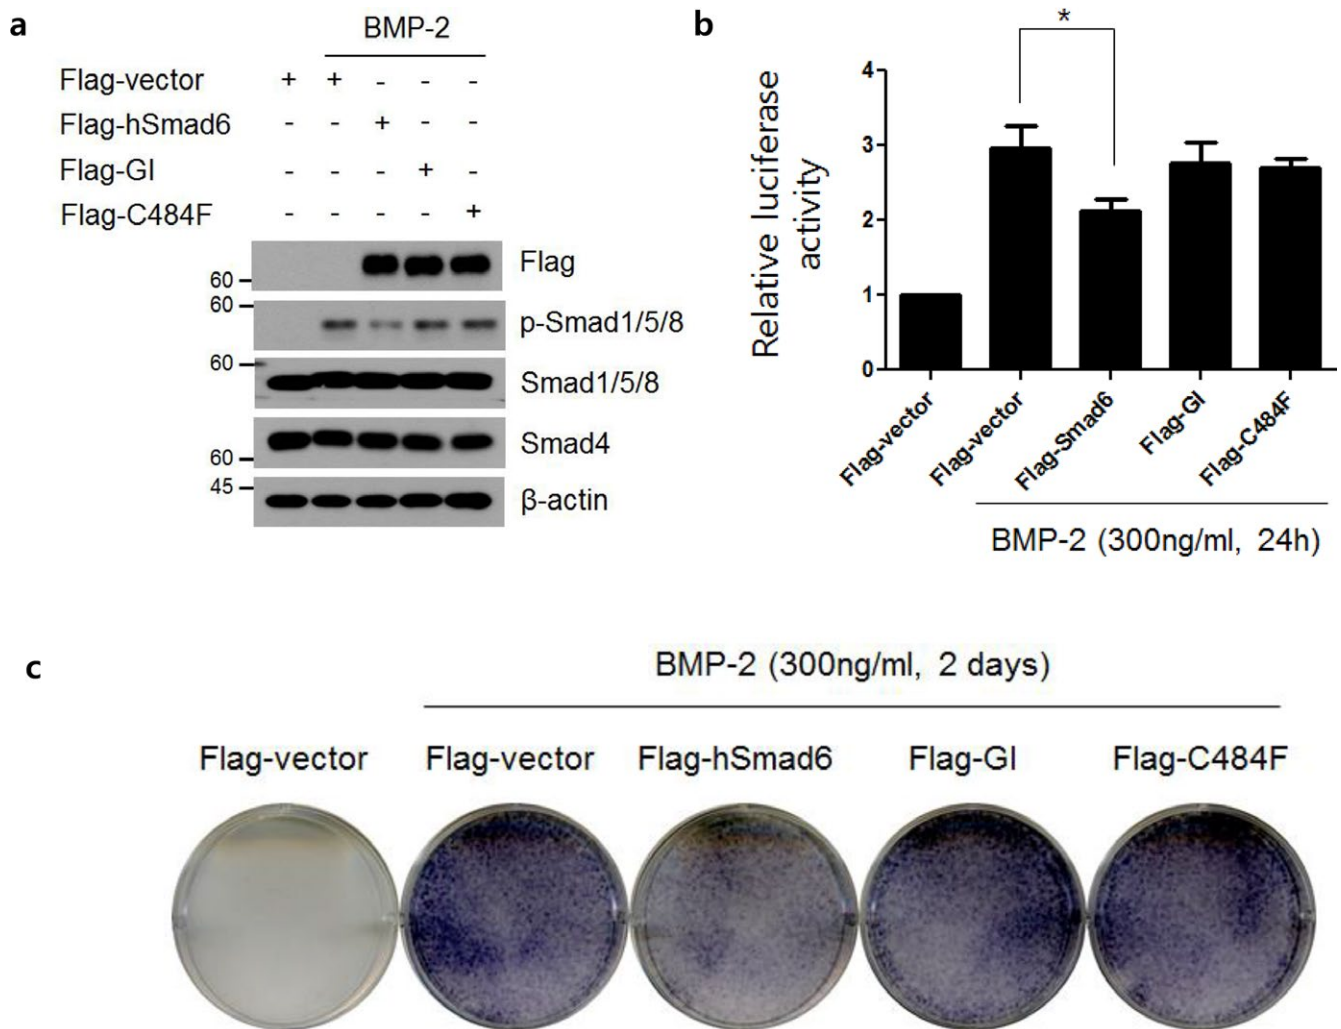 a
BMP-2
Flag-vector + + - - -
Flag-hSmad6 - - + - -
Flag-GI - - - + -
Flag-C484F - - - - +
60 Flag
60 p-Smad1/5/8
60 Smad1/5/8
60 Smad4
45 β-actin
b
*
Relative luciferase
activity
4
3
2
1
0
Flag-vector
Flag-vector
Flag-Smad6
Flag-GI
Flag-C484F
BMP-2 (300ng/ml, 24h)
c
BMP-2 (300ng/ml, 2 days)
Flag-vector Flag-vector Flag-hSmad6 Flag-GI Flag-C484F